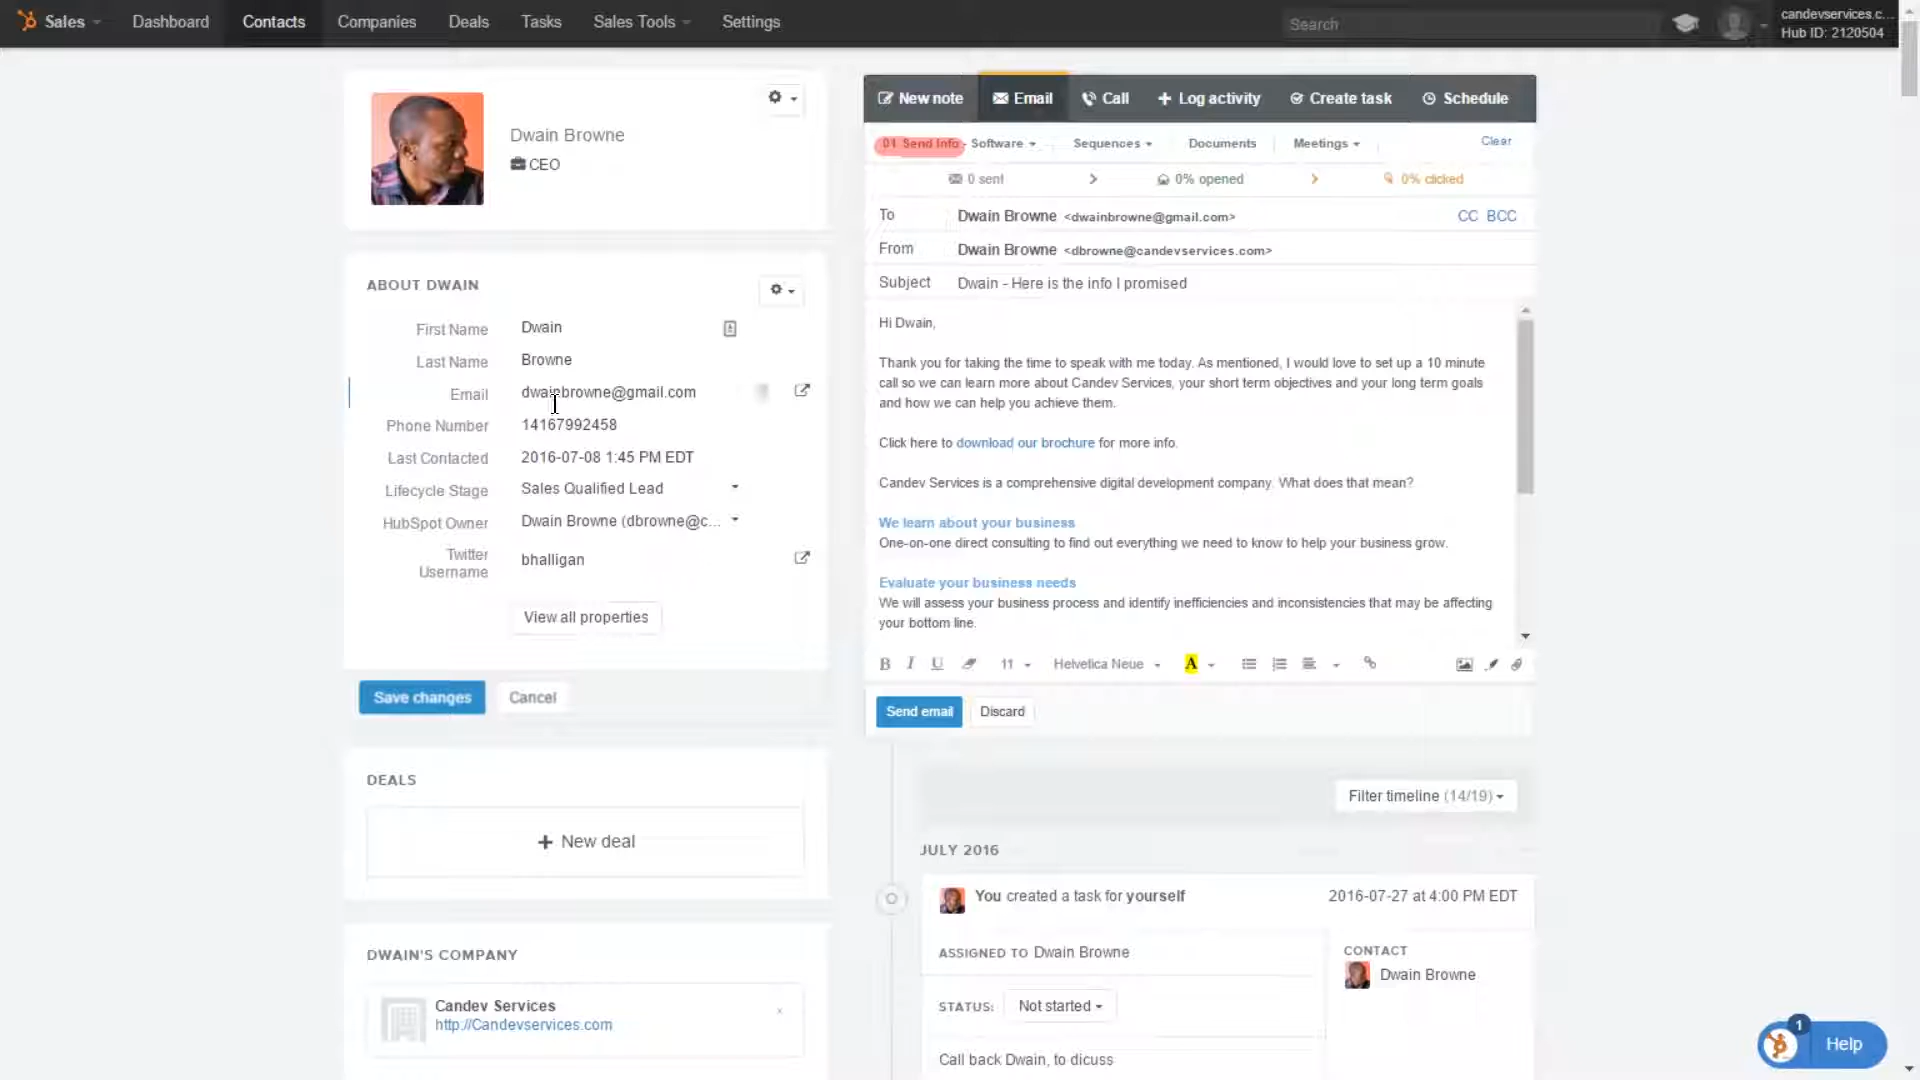 Sales Dashboard Contacts Companies Deals Tasks Sales Tools Settings
Search
candevservices.c...
Hub ID: 2120504
Dwain Browne
CEO
ABOUT DWAIN
First Name Dwain
Last Name Browne
Email dwainbrowne@gmail.com
Phone Number 14167992458
Last Contacted 2016-07-08 1:45 PM EDT
Lifecycle Stage Sales Qualified Lead
HubSpot Owner Dwain Browne (dbrowne@c...
Twitter
Username
bhalligan
View all properties
Save changes Cancel
DEALS
New deal
DWAIN'S COMPANY
Candev Services
http://Candevservices.com
New note Email Call Log activity Create task Schedule
01 Send Info - Software Sequences Documents Meetings Clear
0 sent 0% opened 0% clicked
To Dwain Browne <dwainbrowne@gmail.com> CC BCC
From Dwain Browne <dbrowne@candevservices.com>
Subject Dwain - Here is the info I promised
Hi Dwain,
Thank you for taking the time to speak with me today. As mentioned, I would love to set up a 10 minute
call so we can learn more about Candev Services, your short term objectives and your long term goals
and how we can help you achieve them.
Click here to download our brochure for more info.
Candev Services is a comprehensive digital development company. What does that mean?
We learn about your business
One-on-one direct consulting to find out everything we need to know to help your business grow.
Evaluate your business needs
We will assess your business process and identify inefficiencies and inconsistencies that may be affecting
your bottom line.
B I U 11 Helvetica Neue A
Send email Discard
Filter timeline (14/19)
JULY 2016
You created a task for yourself 2016-07-27 at 4:00 PM EDT
ASSIGNED TO Dwain Browne
STATUS: Not started
Call back Dwain, to dicuss
CONTACT
Dwain Browne
1
Help